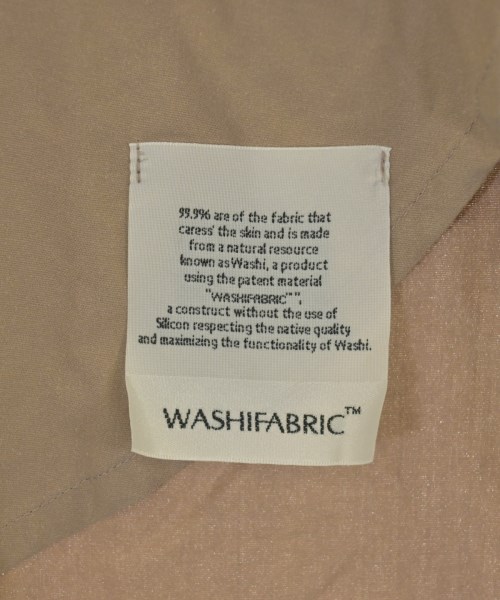 99.9% are of the fabric that
caress' the skin and is made
from a natural resource
known as Washi, a product
using the patent material
"WASHIFABRIC™",
a construct without the use of
Silicon respecting the native quality
and maximizing the functionality of Washi.
WASHIFABRIC™